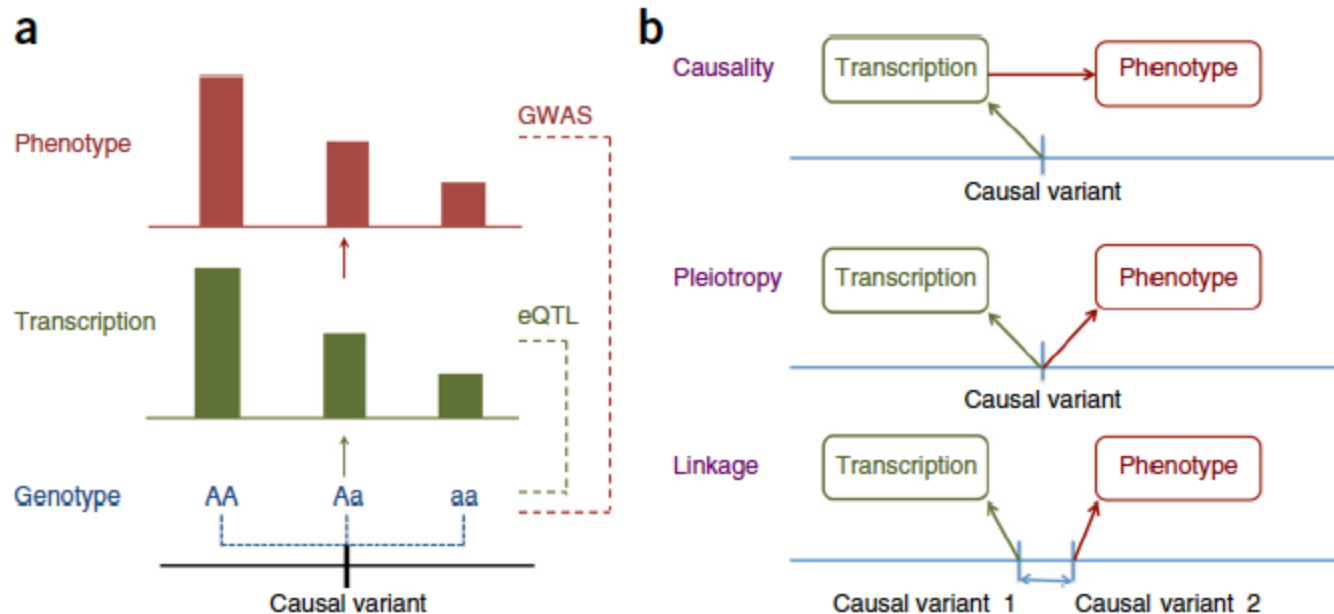 a
Phenotype
GWAS
Transcription
eQTL
Genotype AA Aa aa
Causal variant
b
Causality
Transcription
Phenotype
Causal variant
Pleiotropy
Transcription
Phenotype
Causal variant
Linkage
Transcription
Phenotype
Causal variant 1
Causal variant 2